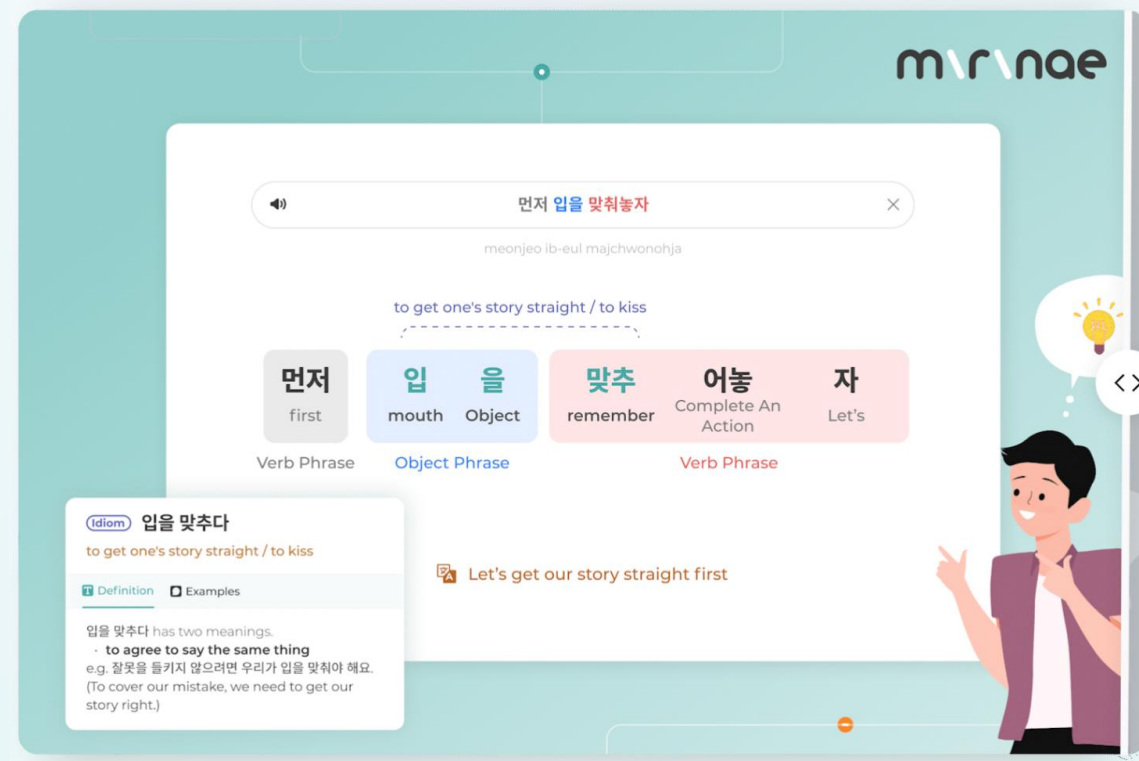 mirinae
먼저 입을 맞춰놓자
meonjeo ib-eul majchwonohja
to get one's story straight / to kiss
먼저 입 을 맞추 어놓 자
first mouth Object remember Complete An Action Let's
Verb Phrase Object Phrase Verb Phrase
Idiom 입을 맞추다
to get one's story straight / to kiss
Definition Examples
입을 맞추다 has two meanings.
· to agree to say the same thing
e.g. 잘못을 들키지 않으려면 우리가 입을 맞춰야 해요.
(To cover our mistake, we need to get our
story right.)
Let's get our story straight first